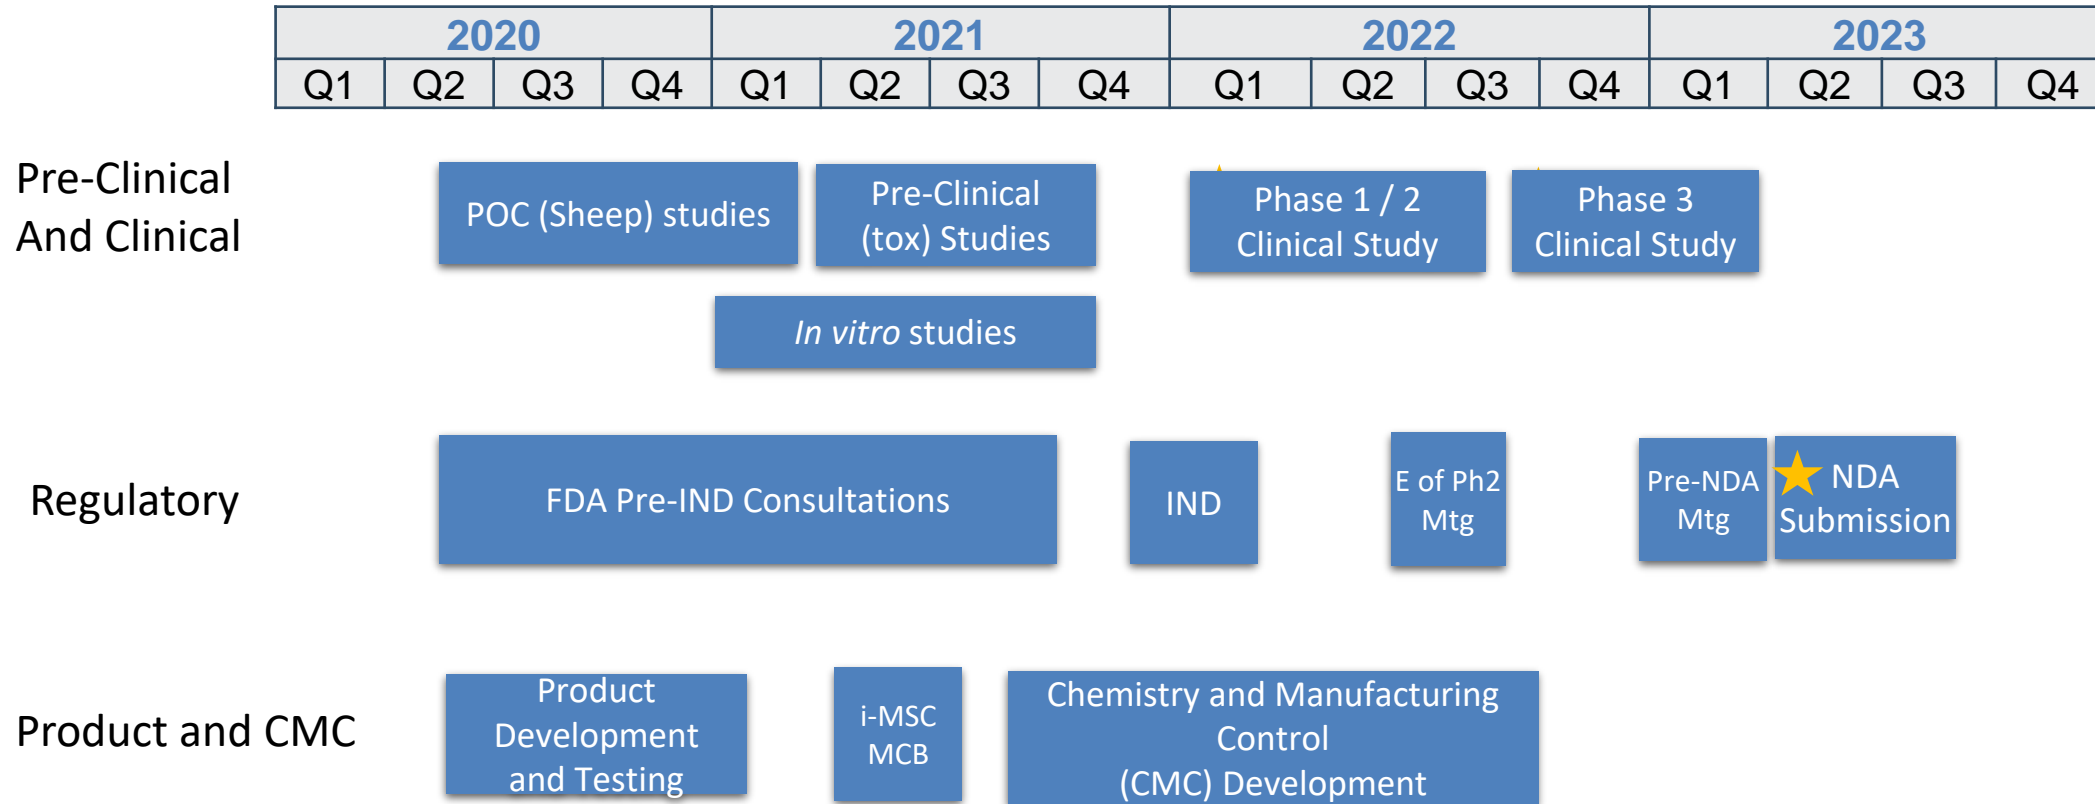 2020 2021 2022 2023
Q1 Q2 Q3 Q4 Q1 Q2 Q3 Q4 Q1 Q2 Q3 Q4 Q1 Q2 Q3 Q4
Pre-Clinical
And Clinical
POC (Sheep) studies
Pre-Clinical
(tox) Studies
Phase 1 / 2
Clinical Study
Phase 3
Clinical Study
In vitro studies
Regulatory
FDA Pre-IND Consultations
IND
E of Ph2
Mtg
Pre-NDA
Mtg
NDA
Submission
Product and CMC
Product
Development
and Testing
i-MSC
MCB
Chemistry and Manufacturing
Control
(CMC) Development